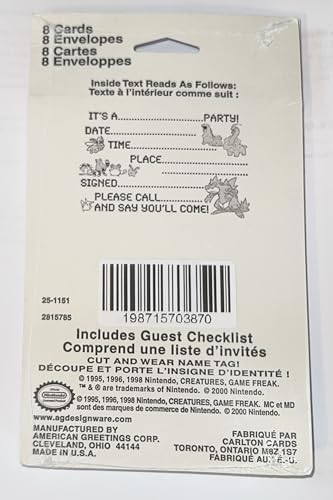 8 Cards
8 Envelopes
8 Cartes
8 Enveloppes
Inside Text Reads As Follows:
Texte à l'intérieur comme suit :
IT'S A PARTY!
DATE
TIME
PLACE
SIGNED
PLEASE CALL
AND SAY YOU'LL COME!
25-1151
2815785
198715703870
Includes Guest Checklist
Comprend une liste d'invités
CUT AND WEAR NAME TAG!
DÉCOUPE ET PORTE L'INSIGNE D'IDENTITÉ !
© 1995, 1996, 1998 Nintendo, CREATURES, GAME FREAK.
™ & ® are trademarks of Nintendo. © 2000 Nintendo.
© 1995, 1996, 1998 Nintendo, CREATURES, GAME FREAK. MC et MD
sont des marques de commerce de Nintendo. © 2000 Nintendo.
www.agdesignware.com
MANUFACTURED BY
AMERICAN GREETINGS CORP.
CLEVELAND, OHIO 44144
MADE IN U.S.A.
FABRIQUÉ PAR
CARLTON CARDS
TORONTO, ONTARIO M8Z 1S7
FABRIQUÉ AUX É.-U.